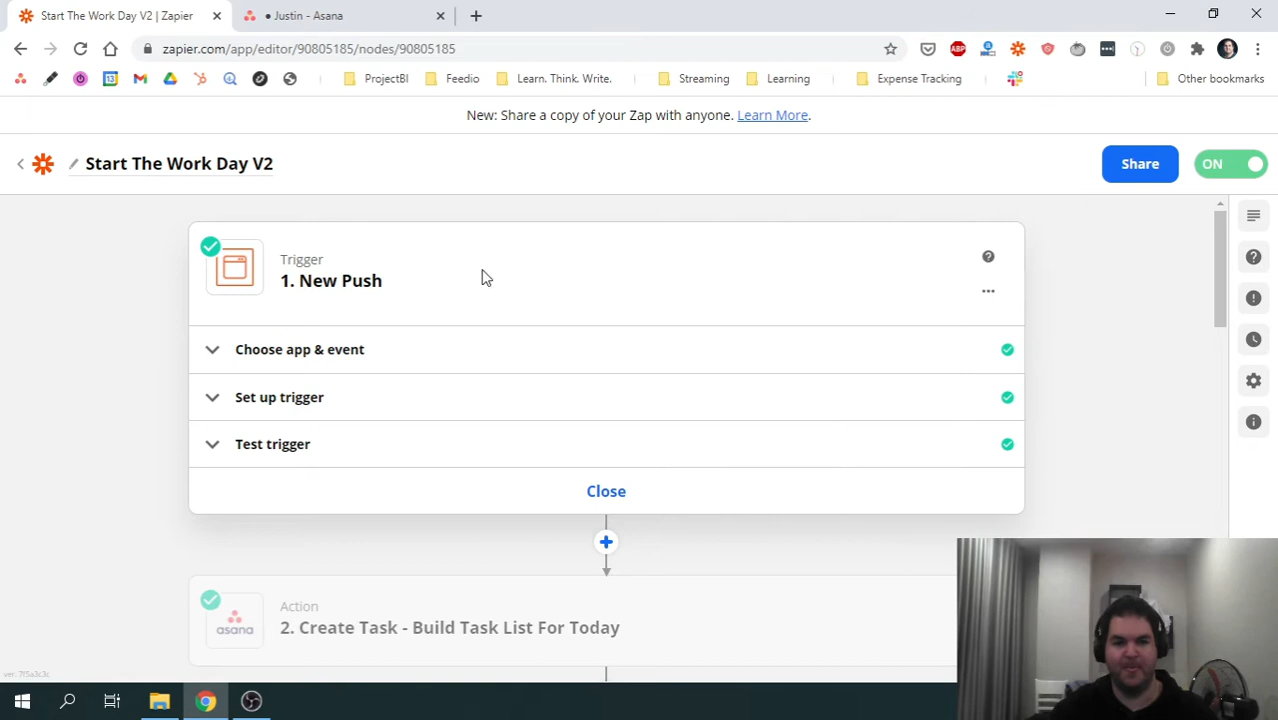 Start The Work Day V2 | Zapier
Justin - Asana
zapier.com/app/editor/90805185/nodes/90805185
ABP
ProjectBI
Feedio
Learn. Think. Write.
Streaming
Learning
Expense Tracking
Other bookmarks
New: Share a copy of your Zap with anyone. Learn More.
Start The Work Day V2
Share
ON
Trigger
1. New Push
Choose app & event
Set up trigger
Test trigger
Close
Action
asana
2. Create Task - Build Task List For Today
ver. 7f5a3c3c